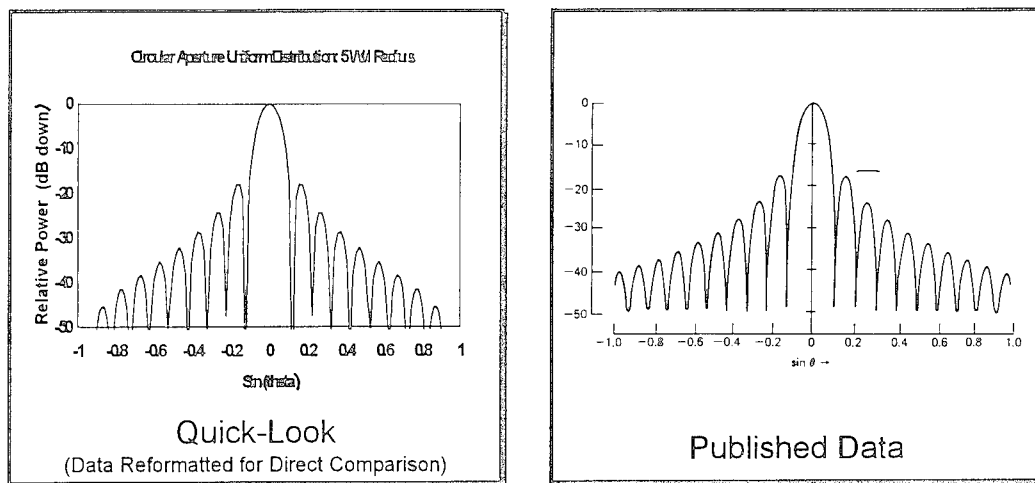 Circular Aperture Uniform Distribution: 5 Radius
Relative Power (dB down)
0
-10
-20
-30
-40
-50
-1 -0.8 -0.6 -0.4 -0.2 0 0.2 0.4 0.6 0.8 1
Sin(theta)
Quick-Look
(Data Reformatted for Direct Comparison)
0
−10
−20
−30
−40
−50
−1.0 −0.8 −0.6 −0.4 −0.2 0 0.2 0.4 0.6 0.8 1.0
sin θ →
Published Data